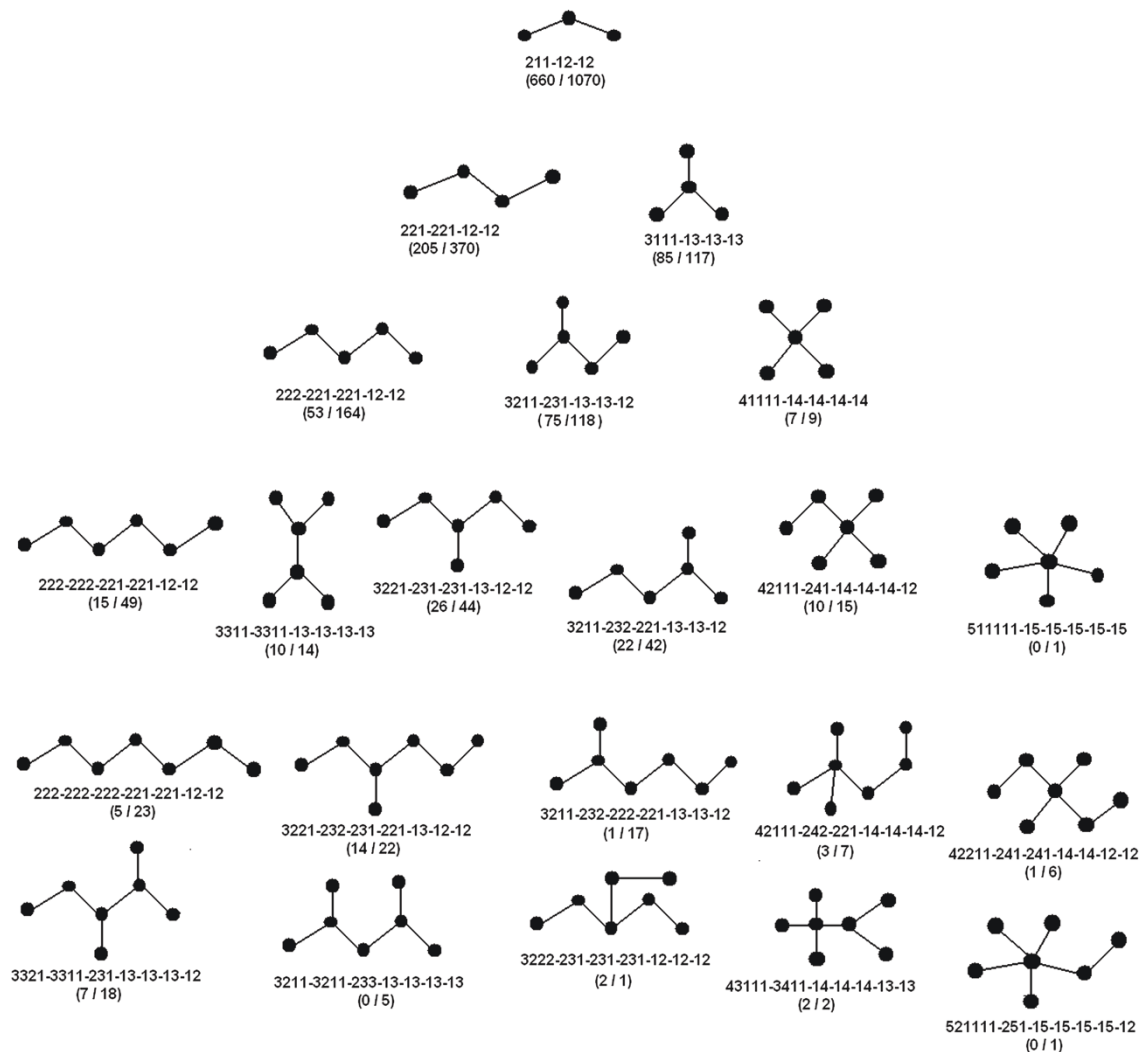 211-12-12
(660 / 1070)
221-221-12-12
(205 / 370)
3111-13-13-13
(85 / 117)
222-221-221-12-12
(53 / 164)
3211-231-13-13-12
(75 /118)
41111-14-14-14-14
(7 / 9)
222-222-221-221-12-12
(15 / 49)
3311-3311-13-13-13-13
(10 / 14)
3221-231-231-13-12-12
(26 / 44)
3211-232-221-13-13-12
(22 / 42)
42111-241-14-14-14-12
(10 / 15)
511111-15-15-15-15-15
(0 / 1)
222-222-222-221-221-12-12
(5 / 23)
3221-232-231-221-13-12-12
(14 / 22)
3211-232-222-221-13-13-12
(1 / 17)
42111-242-221-14-14-14-12
(3 / 7)
42211-241-241-14-14-12-12
(1 / 6)
3321-3311-231-13-13-13-12
(7 / 18)
3211-3211-233-13-13-13-13
(0 / 5)
3222-231-231-231-12-12-12
(2 / 1)
43111-3411-14-14-14-13-13
(2 / 2)
521111-251-15-15-15-15-12
(0 / 1)